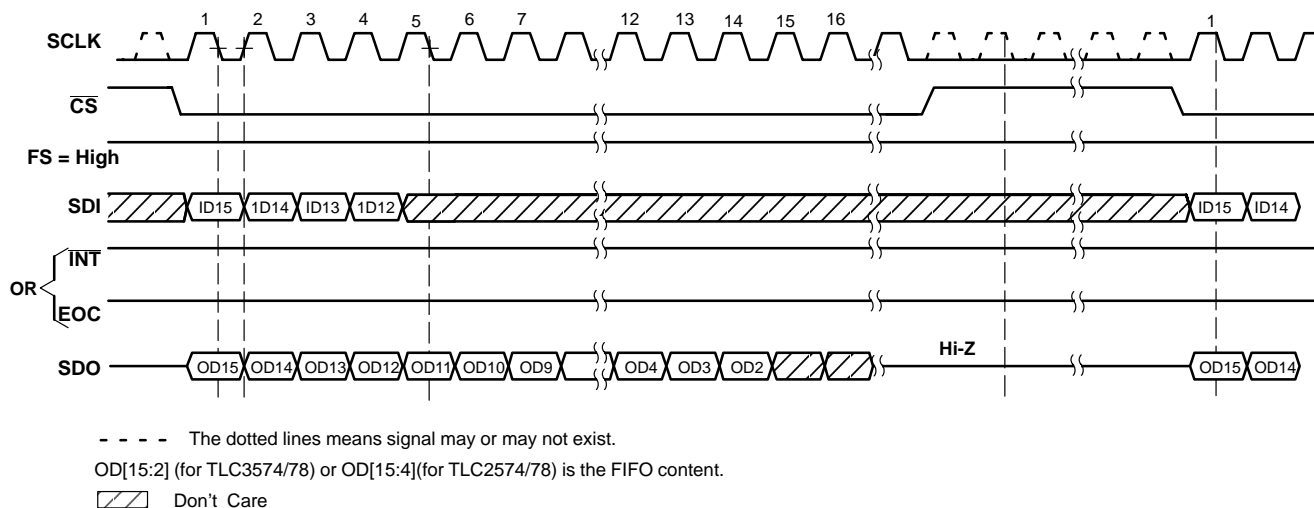 1 2 3 4 5 6 7 12 13 14 15 16 1
SCLK
CS
FS = High
SDI ID15 1D14 ID13 1D12 ID15 ID14
INT
OR
EOC
Hi-Z
SDO OD15 OD14 OD13 OD12 OD11 OD10 OD9 OD4 OD3 OD2 OD15 OD14
- - - - The dotted lines means signal may or may not exist.
OD[15:2] (for TLC3574/78) or OD[15:4](for TLC2574/78) is the FIFO content.
Don't Care